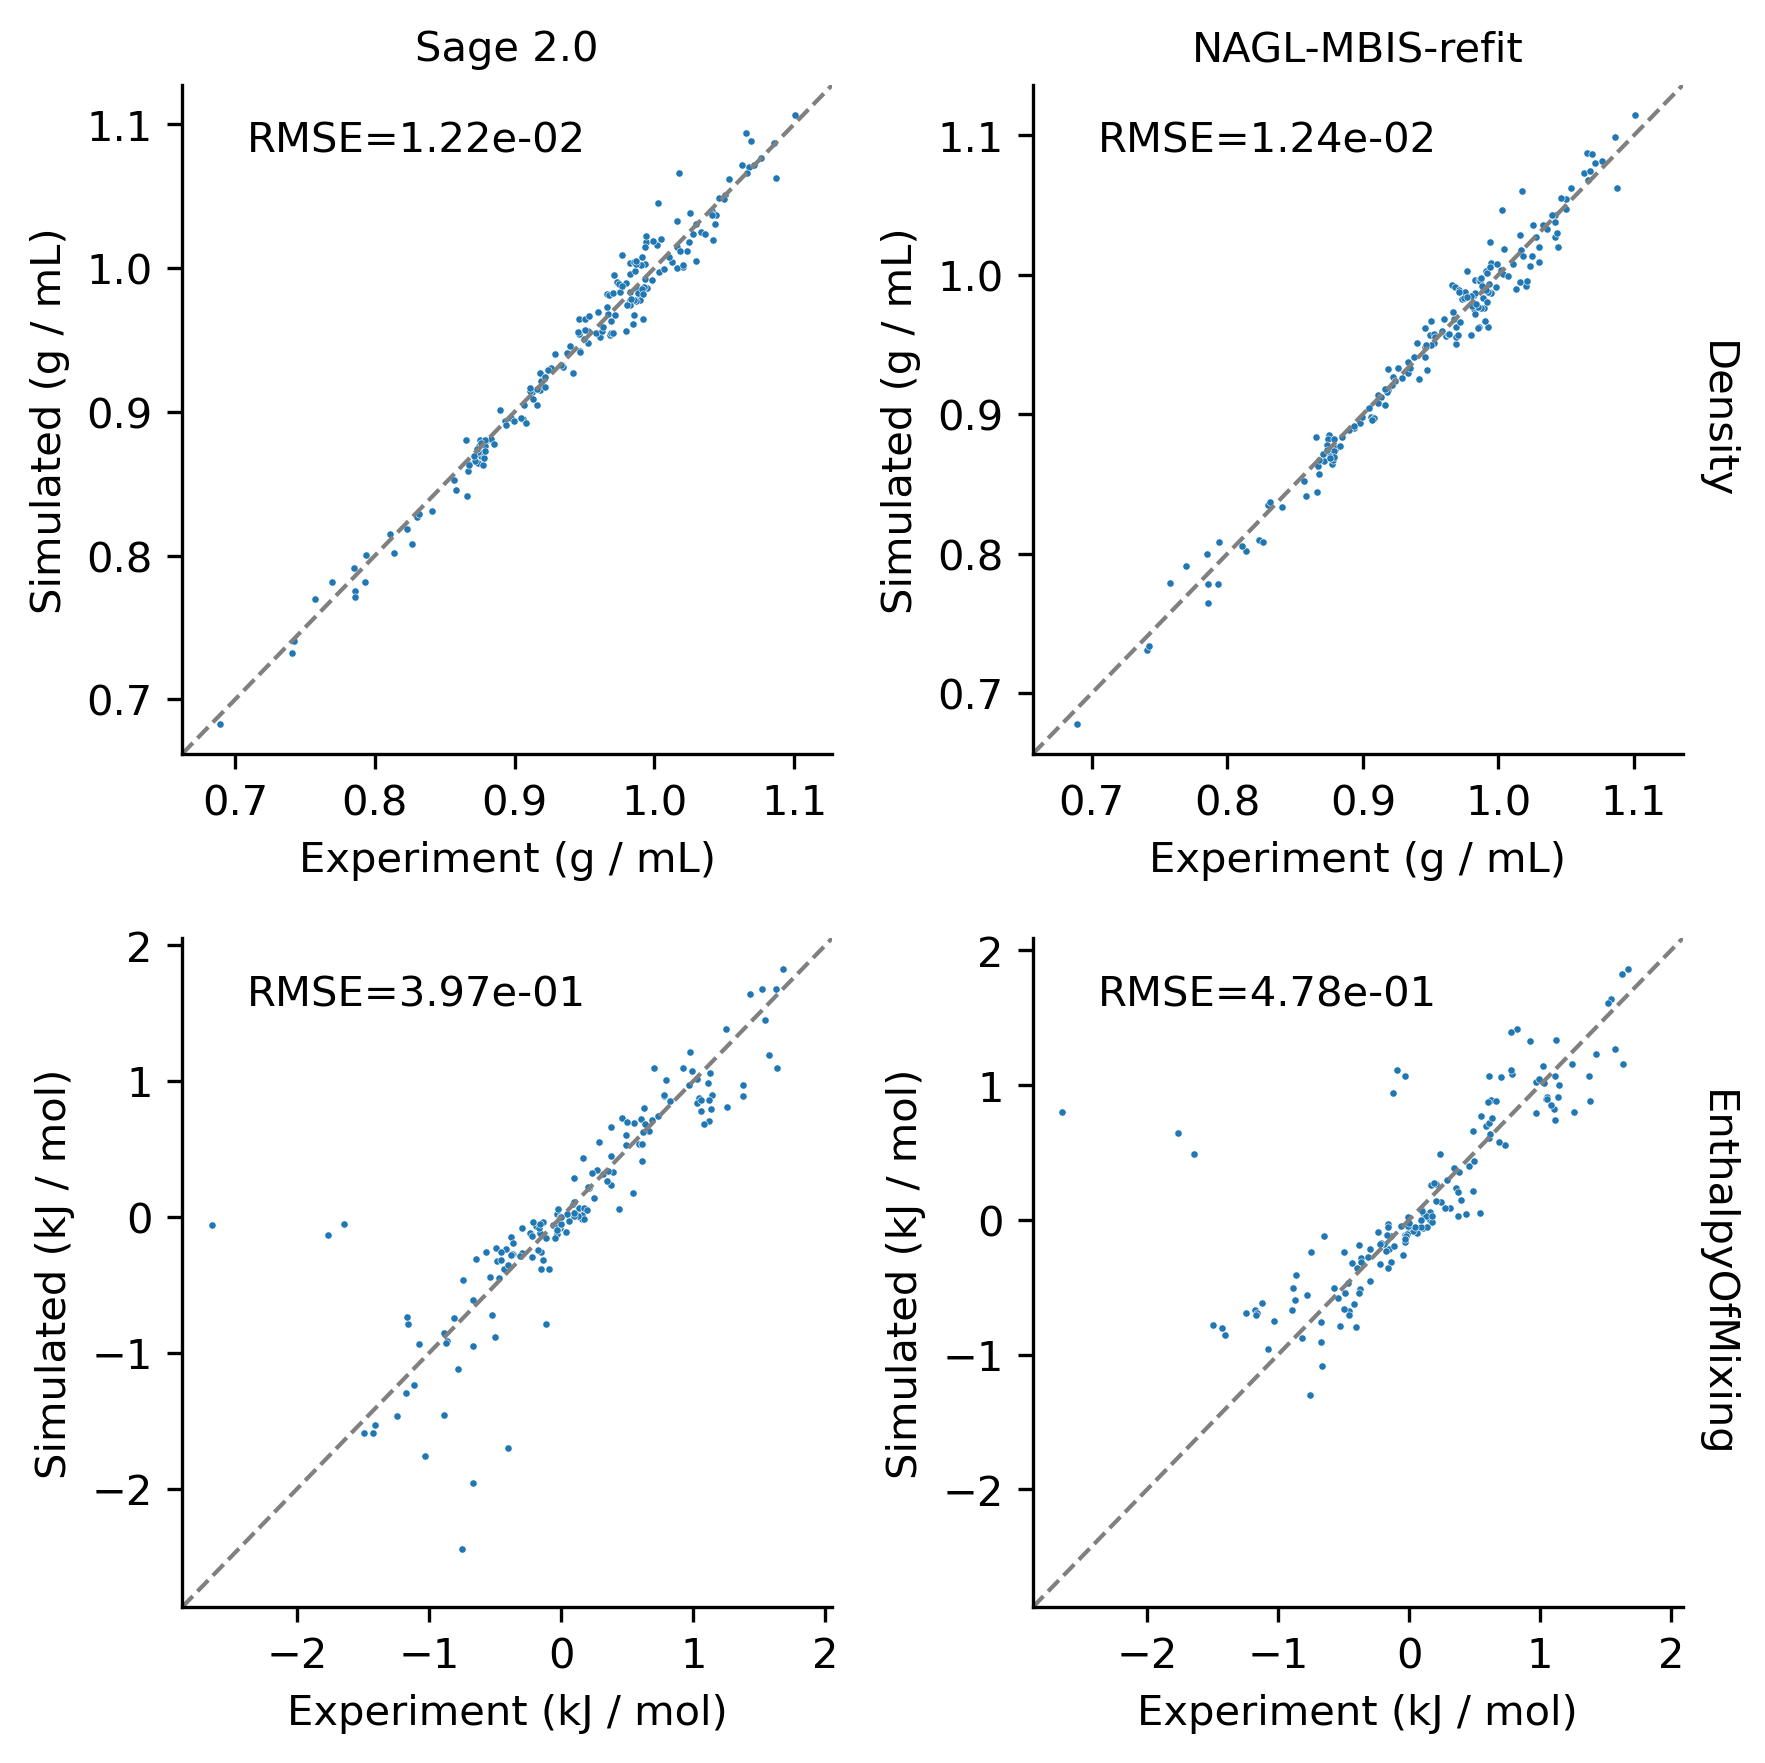 Sage 2.0
NAGL-MBIS-refit
RMSE=1.22e-02
1.1
1.0
0.9
0.8
0.7
Simulated (g / mL)
0.7 0.8 0.9 1.0 1.1
Experiment (g / mL)
RMSE=1.24e-02
1.1
1.0
0.9
0.8
0.7
Simulated (g / mL)
0.7 0.8 0.9 1.0 1.1
Experiment (g / mL)
Density
RMSE=3.97e-01
2
1
0
−1
−2
Simulated (kJ / mol)
−2 −1 0 1 2
Experiment (kJ / mol)
RMSE=4.78e-01
2
1
0
−1
−2
Simulated (kJ / mol)
−2 −1 0 1 2
Experiment (kJ / mol)
EnthalpyOfMixing